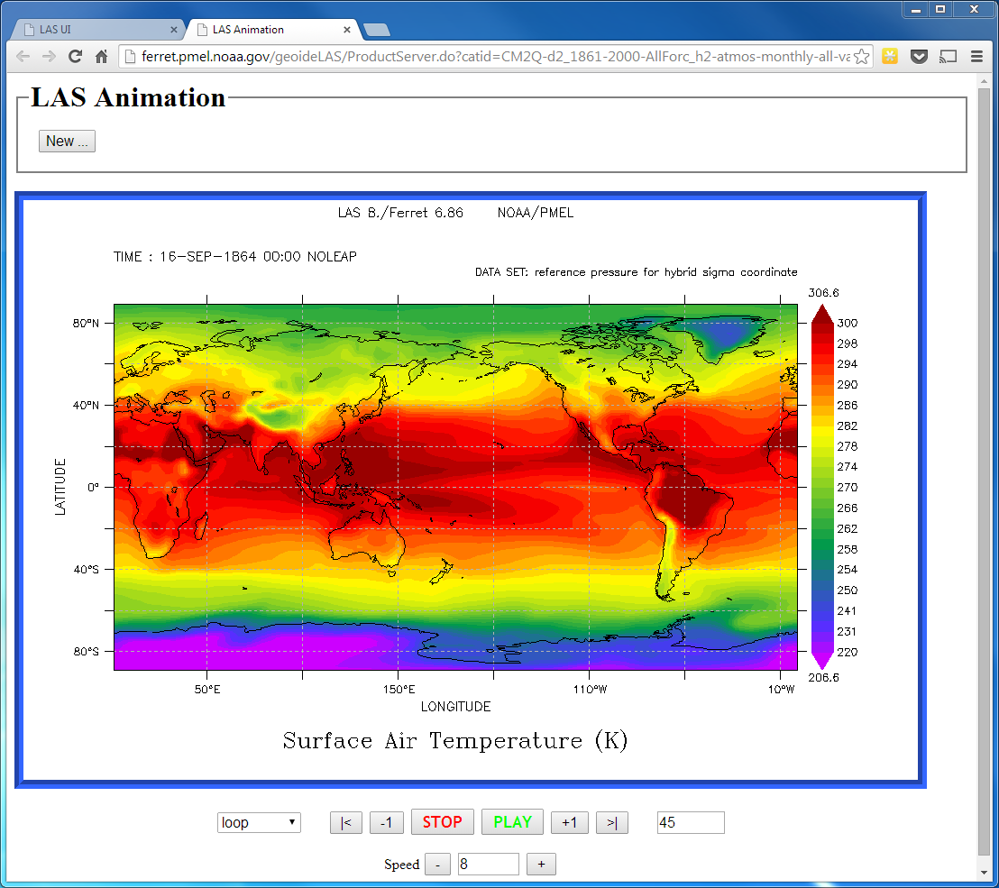 LAS UI
LAS Animation
ferret.pmel.noaa.gov/geoideLAS/ProductServer.do?catid=CM2Q-d2_1861-2000-AllForc_h2-atmos-monthly-all-va
LAS Animation
New ...
LAS 8./Ferret 6.86 NOAA/PMEL
TIME : 16-SEP-1864 00:00 NOLEAP
DATA SET: reference pressure for hybrid sigma coordinate
306.6
80°N
40°N
0°
40°S
80°S
LATITUDE
300
298
294
290
286
282
278
274
270
266
262
258
254
250
241
231
220
206.6
50°E
150°E
110°W
10°W
LONGITUDE
Surface Air Temperature (K)
loop |< -1 STOP PLAY +1 >| 45
Speed - 8 +